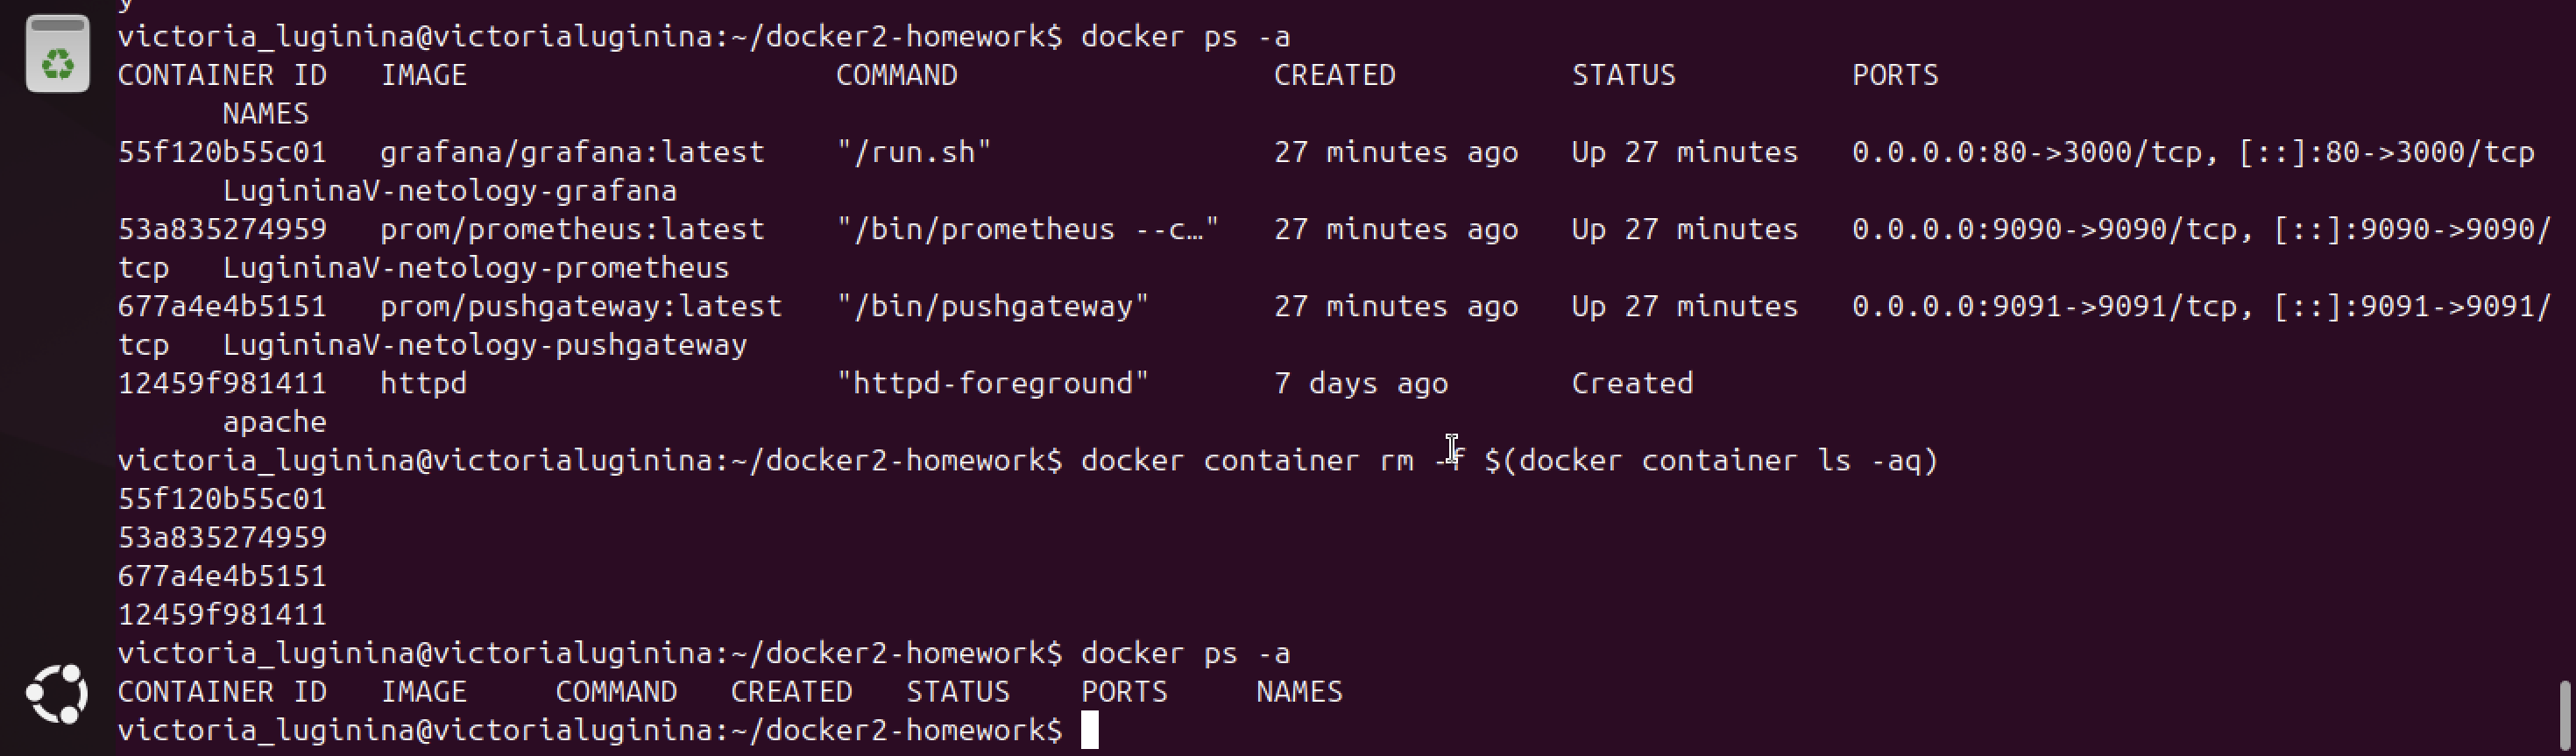 y
victoria_luginina@victorialuginina:~/docker2-homework$ docker ps -a
CONTAINER ID   IMAGE                     COMMAND                  CREATED          STATUS          PORTS
      NAMES
55f120b55c01   grafana/grafana:latest    "/run.sh"                27 minutes ago   Up 27 minutes   0.0.0.0:80->3000/tcp, [::]:80->3000/tcp
      LugininaV-netology-grafana
53a835274959   prom/prometheus:latest    "/bin/prometheus --c…"   27 minutes ago   Up 27 minutes   0.0.0.0:9090->9090/tcp, [::]:9090->9090/
tcp   LugininaV-netology-prometheus
677a4e4b5151   prom/pushgateway:latest   "/bin/pushgateway"       27 minutes ago   Up 27 minutes   0.0.0.0:9091->9091/tcp, [::]:9091->9091/
tcp   LugininaV-netology-pushgateway
12459f981411   httpd                     "httpd-foreground"       7 days ago       Created
      apache
victoria_luginina@victorialuginina:~/docker2-homework$ docker container rm -f $(docker container ls -aq)
55f120b55c01
53a835274959
677a4e4b5151
12459f981411
victoria_luginina@victorialuginina:~/docker2-homework$ docker ps -a
CONTAINER ID   IMAGE     COMMAND   CREATED   STATUS    PORTS     NAMES
victoria_luginina@victorialuginina:~/docker2-homework$